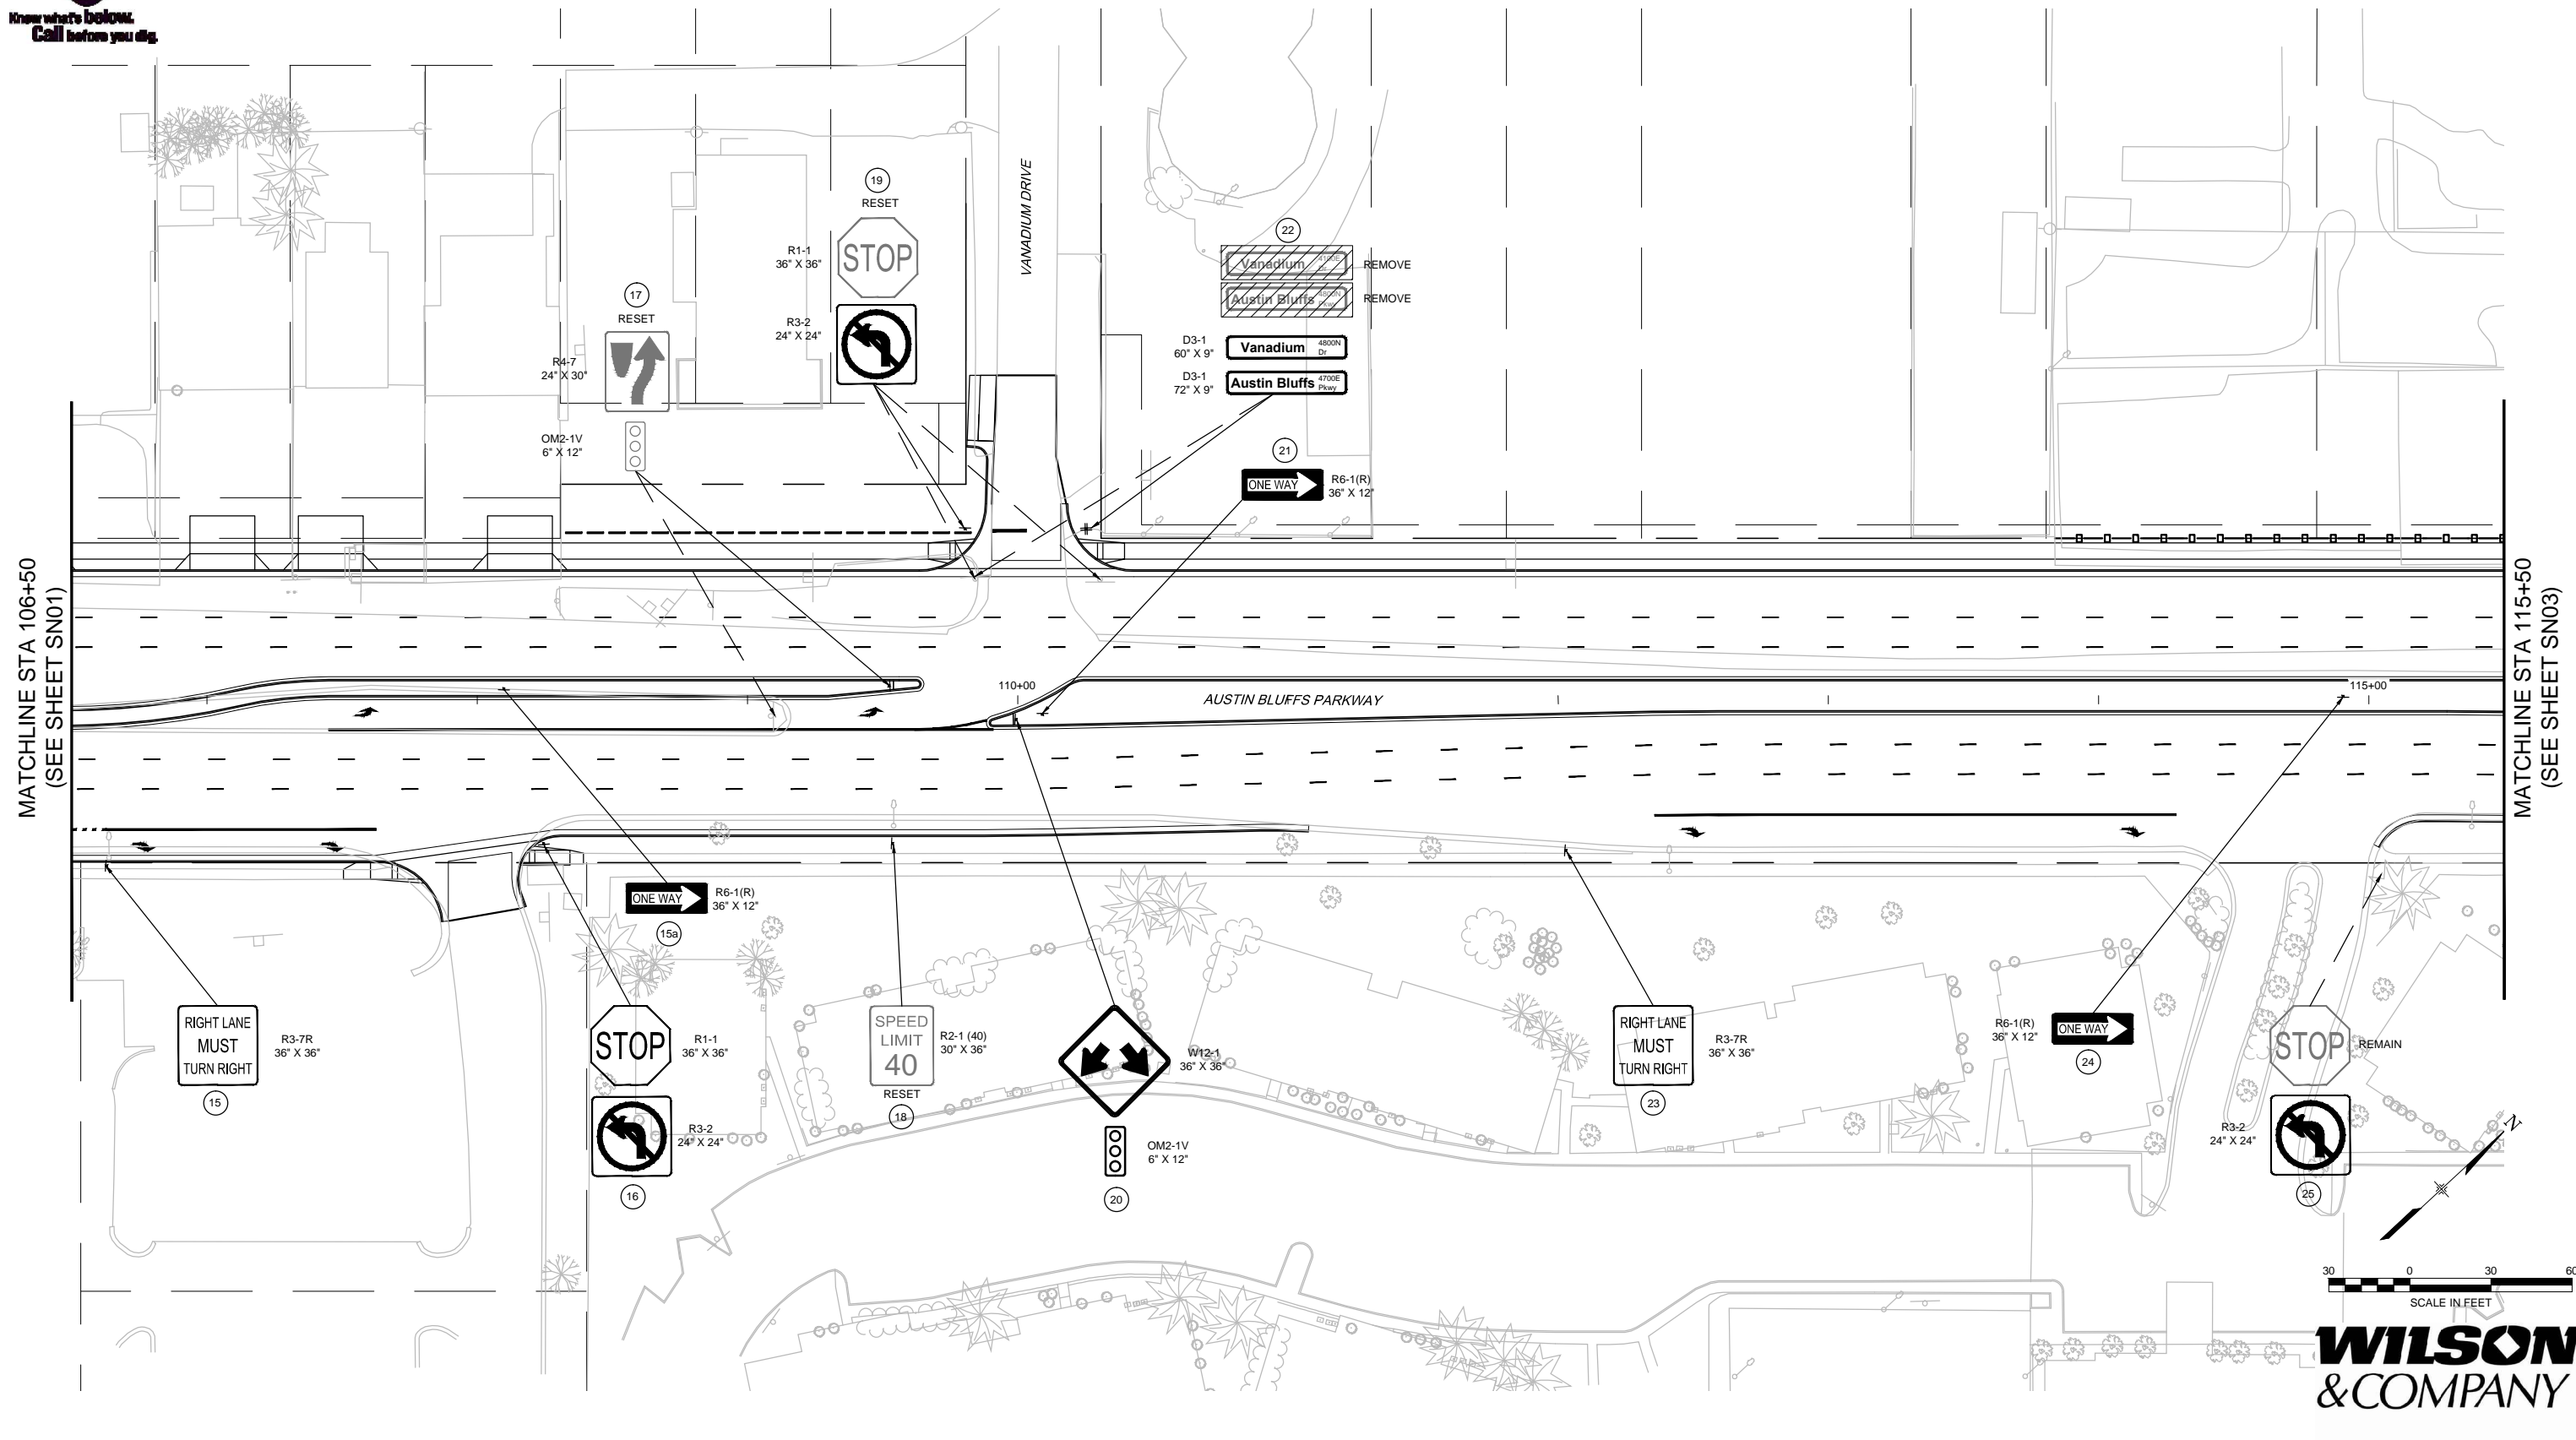 Know what's below.
Call before you dig.
19
RESET
R1-1
36" X 36"
STOP
R3-2
24" X 24"
VANADIUM DRIVE
22
Vanadium 4100E Dr
REMOVE
Austin Bluffs 4800N Pkwy
REMOVE
D3-1
60" X 9"
Vanadium 4800N Dr
D3-1
72" X 9"
Austin Bluffs 4700E Pkwy
17
RESET
R4-7
24" X 30"
OM2-1V
6" X 12"
21
ONE WAY
R6-1(R)
36" X 12"
MATCHLINE STA 106+50
(SEE SHEET SN01)
MATCHLINE STA 115+50
(SEE SHEET SN03)
110+00
AUSTIN BLUFFS PARKWAY
115+00
ONE WAY
R6-1(R)
36" X 12"
15a
RIGHT LANE
MUST
TURN RIGHT
R3-7R
36" X 36"
15
STOP
R1-1
36" X 36"
R3-2
24" X 24"
16
SPEED
LIMIT
40
R2-1 (40)
30" X 36"
RESET
18
W12-1
36" X 36"
OM2-1V
6" X 12"
20
RIGHT LANE
MUST
TURN RIGHT
R3-7R
36" X 36"
23
R6-1(R)
36" X 12"
ONE WAY
24
STOP
REMAIN
R3-2
24" X 24"
25
N
30 0 30 60
SCALE IN FEET
WILSON
&COMPANY